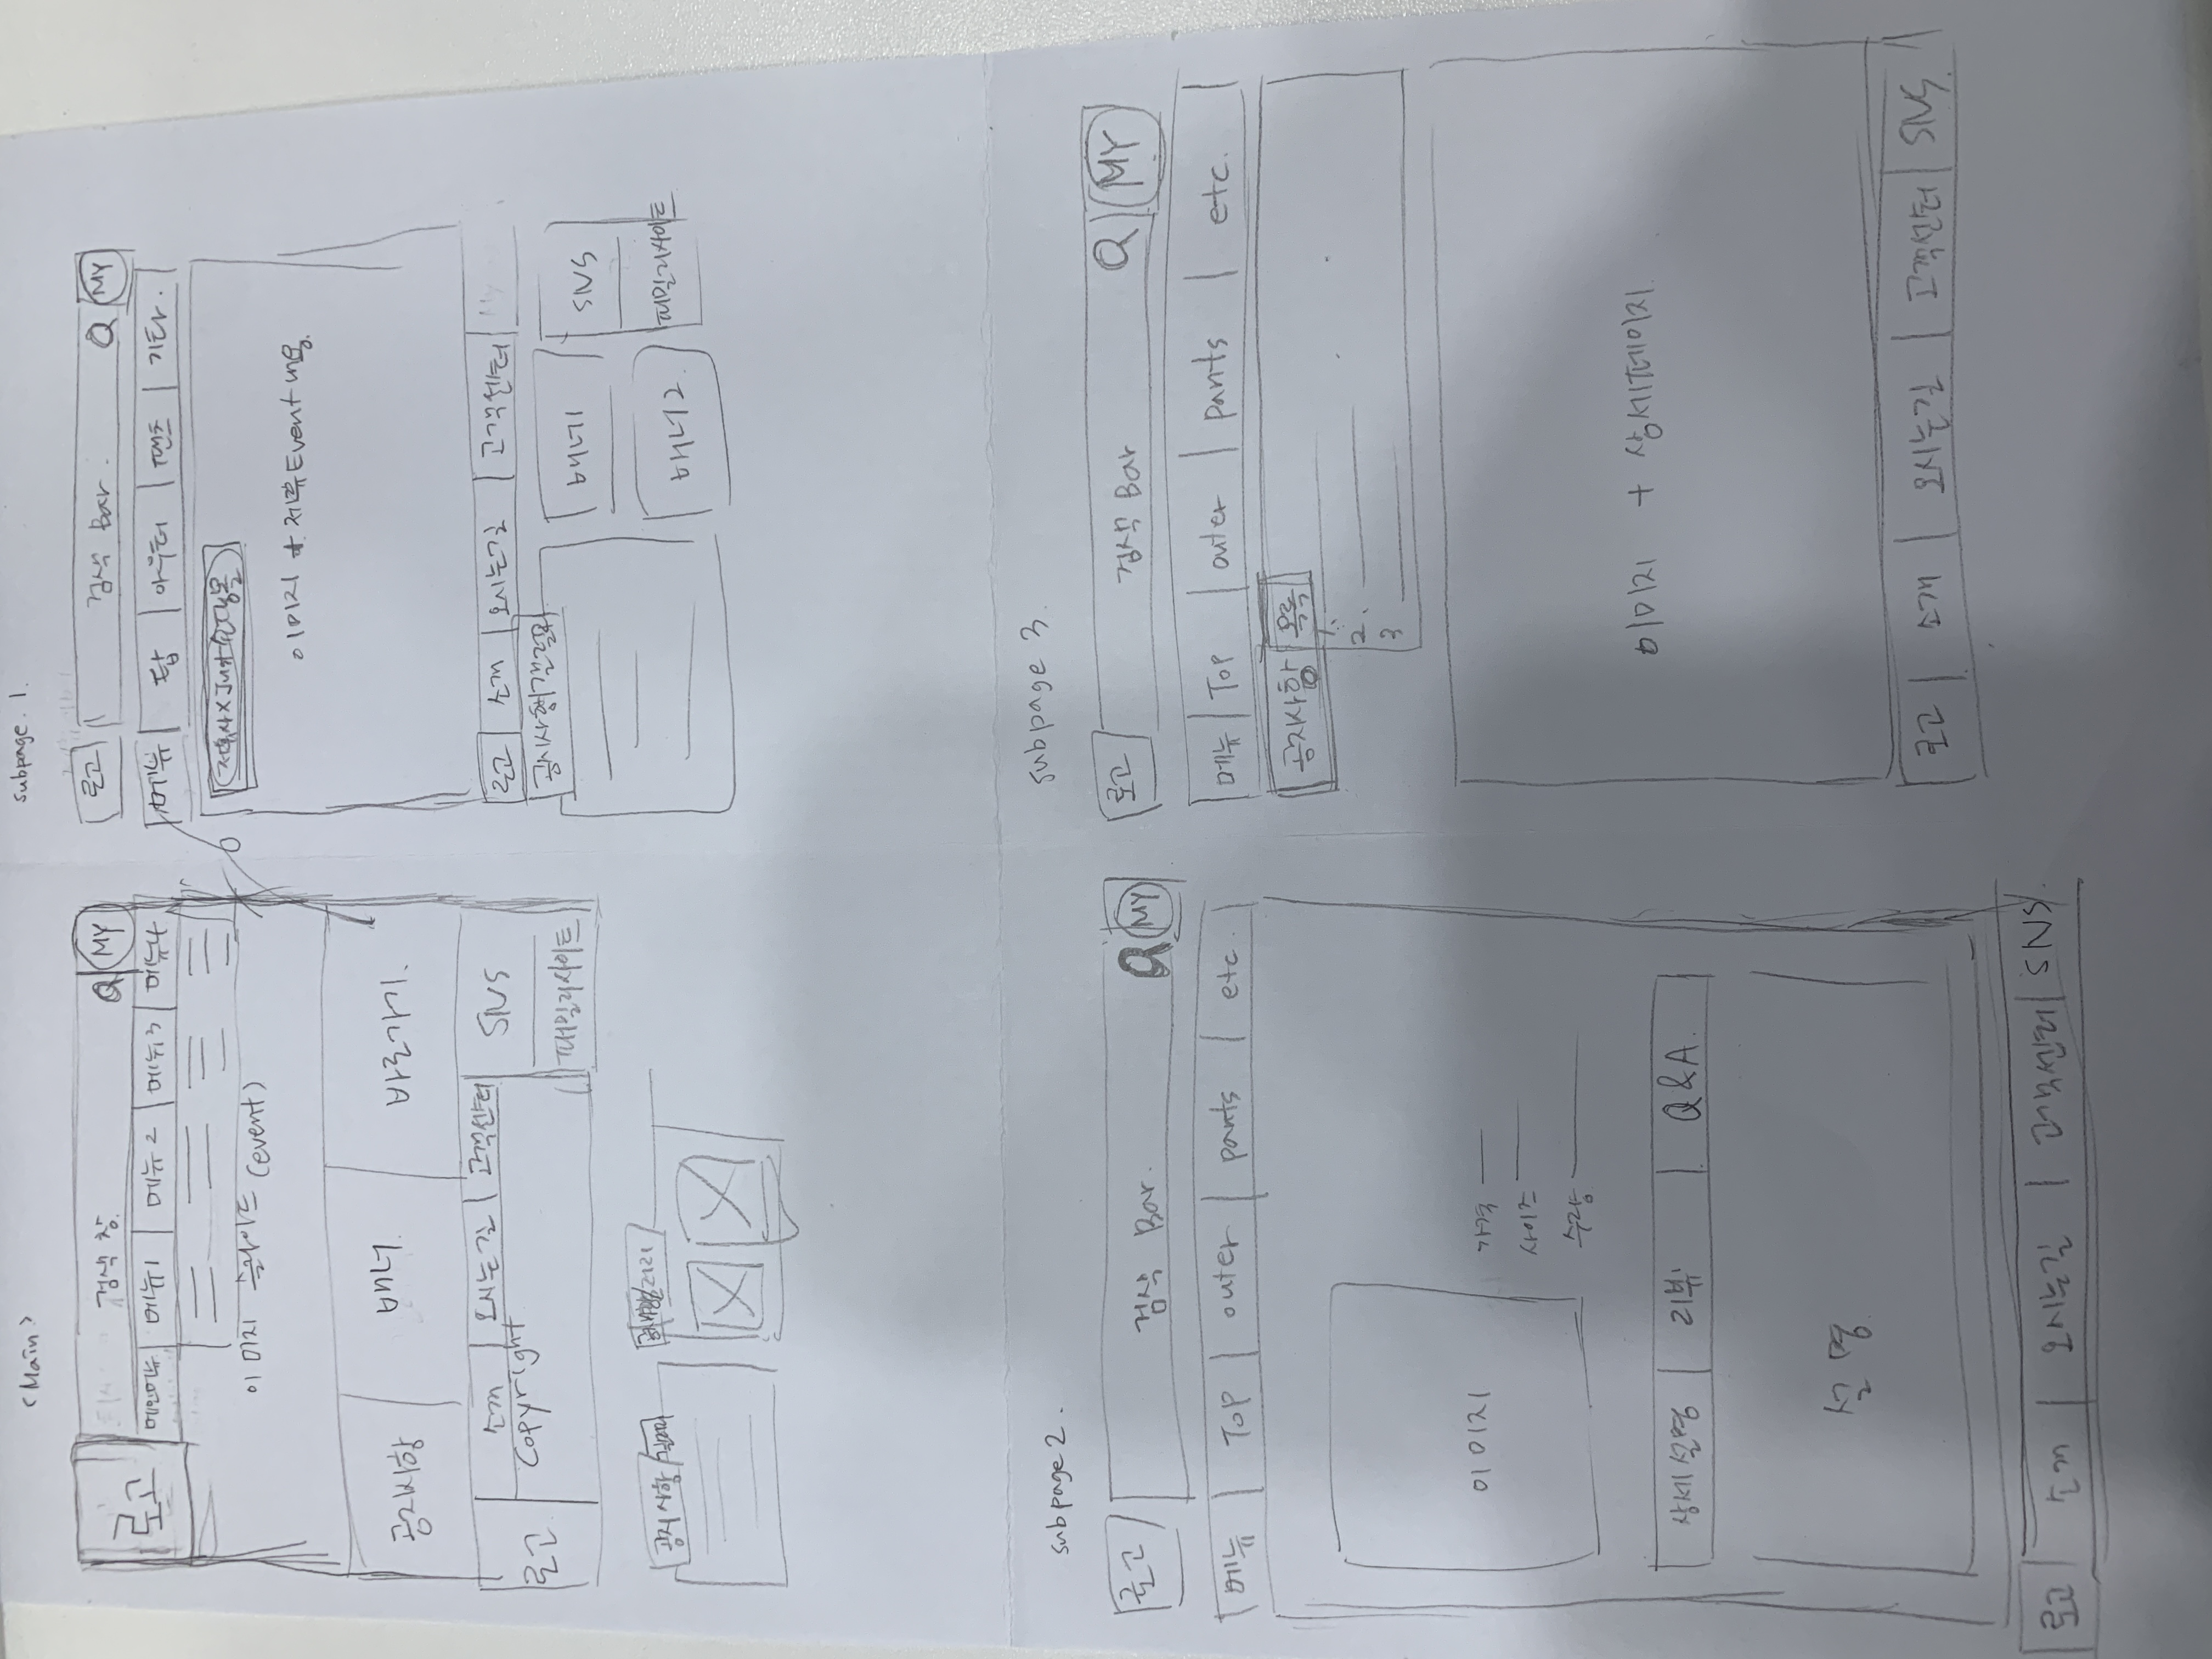 <Main>
로고
검색 창 Q MY
메인메뉴 메뉴1 메뉴2 메뉴3 메뉴4
이미지 슬라이드 (event)
공지사항 배너 바로가기.
로고 소개 오시는길 고객센터 SNS
Copyright
패밀리사이트
공지사항 갤러리
subpage. 1.
로고 검색 Bar. Q MY
메뉴 탑 아우터 팬츠 기타.
이미지 + 제휴Event 내용.
로고 소개 오시는길 고객센터
공지사항 갤러리
배너1 SNS
배너2. 패밀리사이트
subpage 2.
로고 검색 Bar. Q MY
메뉴 Top outer pants etc.
이미지
가격
사이즈
수량
상세설명 리뷰 Q&A.
설명
로고 소개 오시는길 고객센터 SNS.
subpage 3.
로고 검색 Bar Q MY
메뉴 Top outer pants etc.
공지사항 목록
1.
2.
3
이미지 + 상세페이지
로고 소개 오시는길 고객센터 SNS.